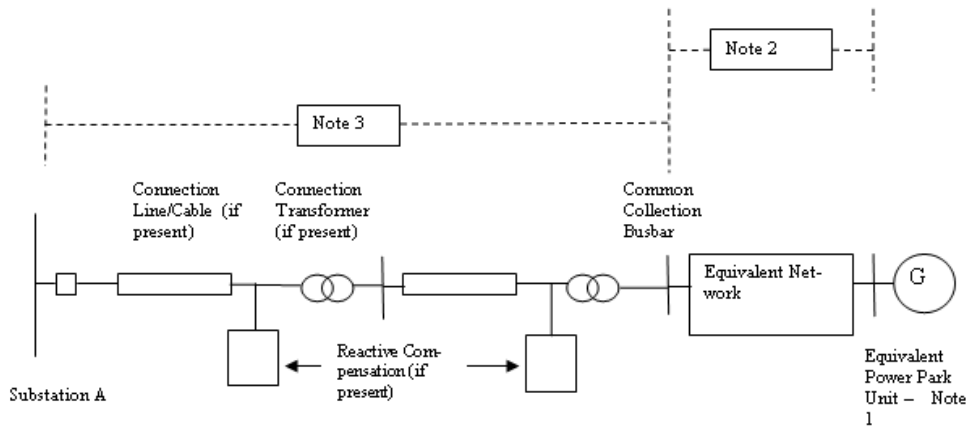 Note 2
Note 3
Connection
Line/Cable (if
present)
Connection
Transformer
(if present)
Common
Collection
Busbar
Equivalent Net-
work
G
Reactive Com-
pensation (if
present)
Substation A
Equivalent
Power Park
Unit – Note
1